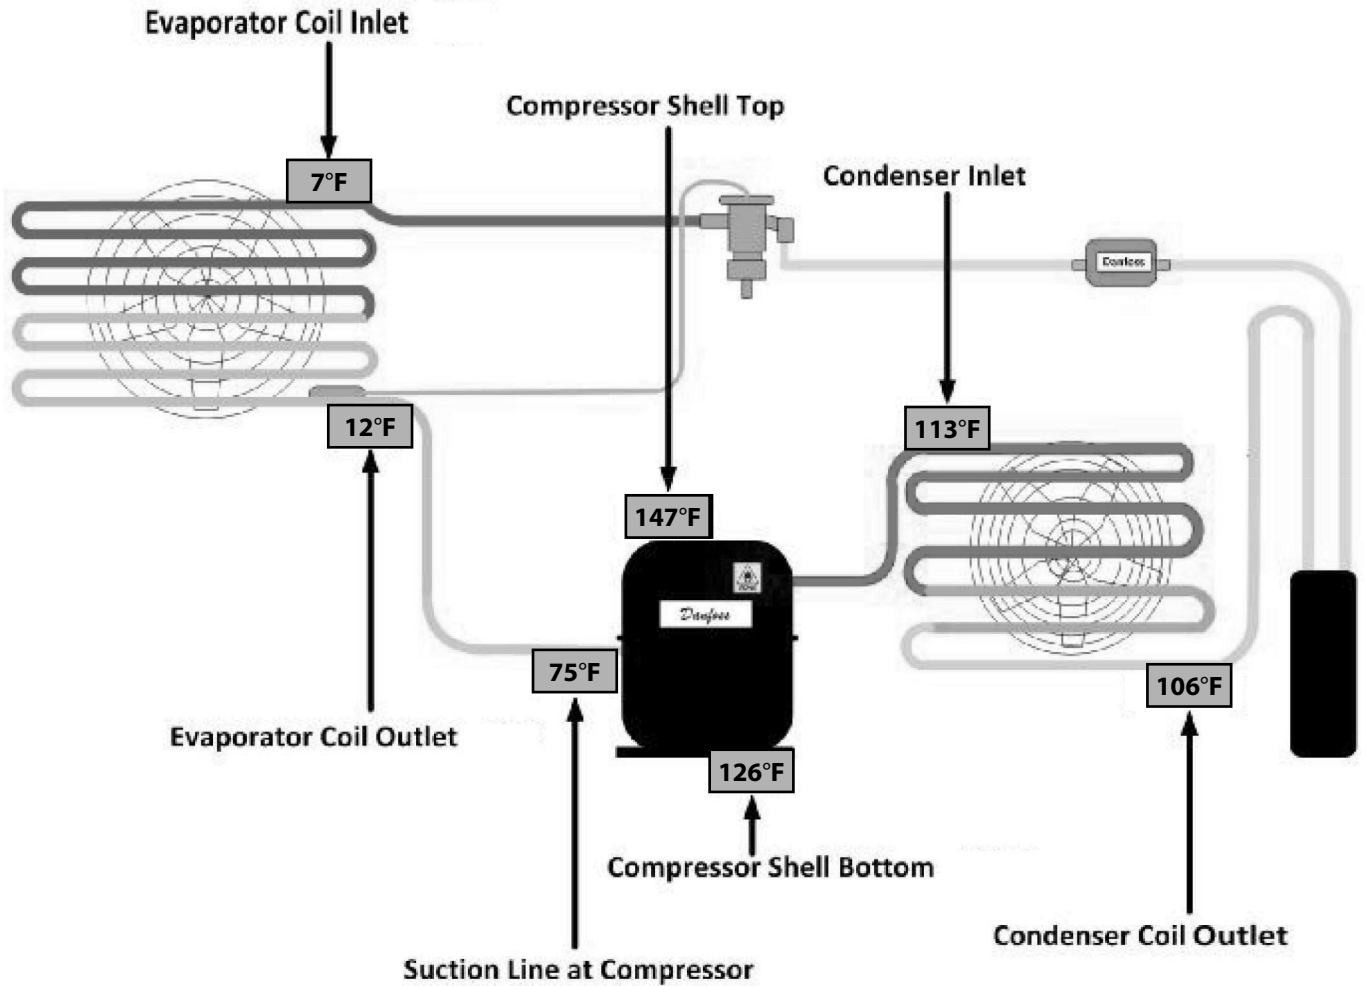 Evaporator Coil Inlet
Compressor Shell Top
7°F
Condenser Inlet
Danfoss
12°F
113°F
147°F
Danfoss
75°F
106°F
Evaporator Coil Outlet
126°F
Compressor Shell Bottom
Condenser Coil Outlet
Suction Line at Compressor